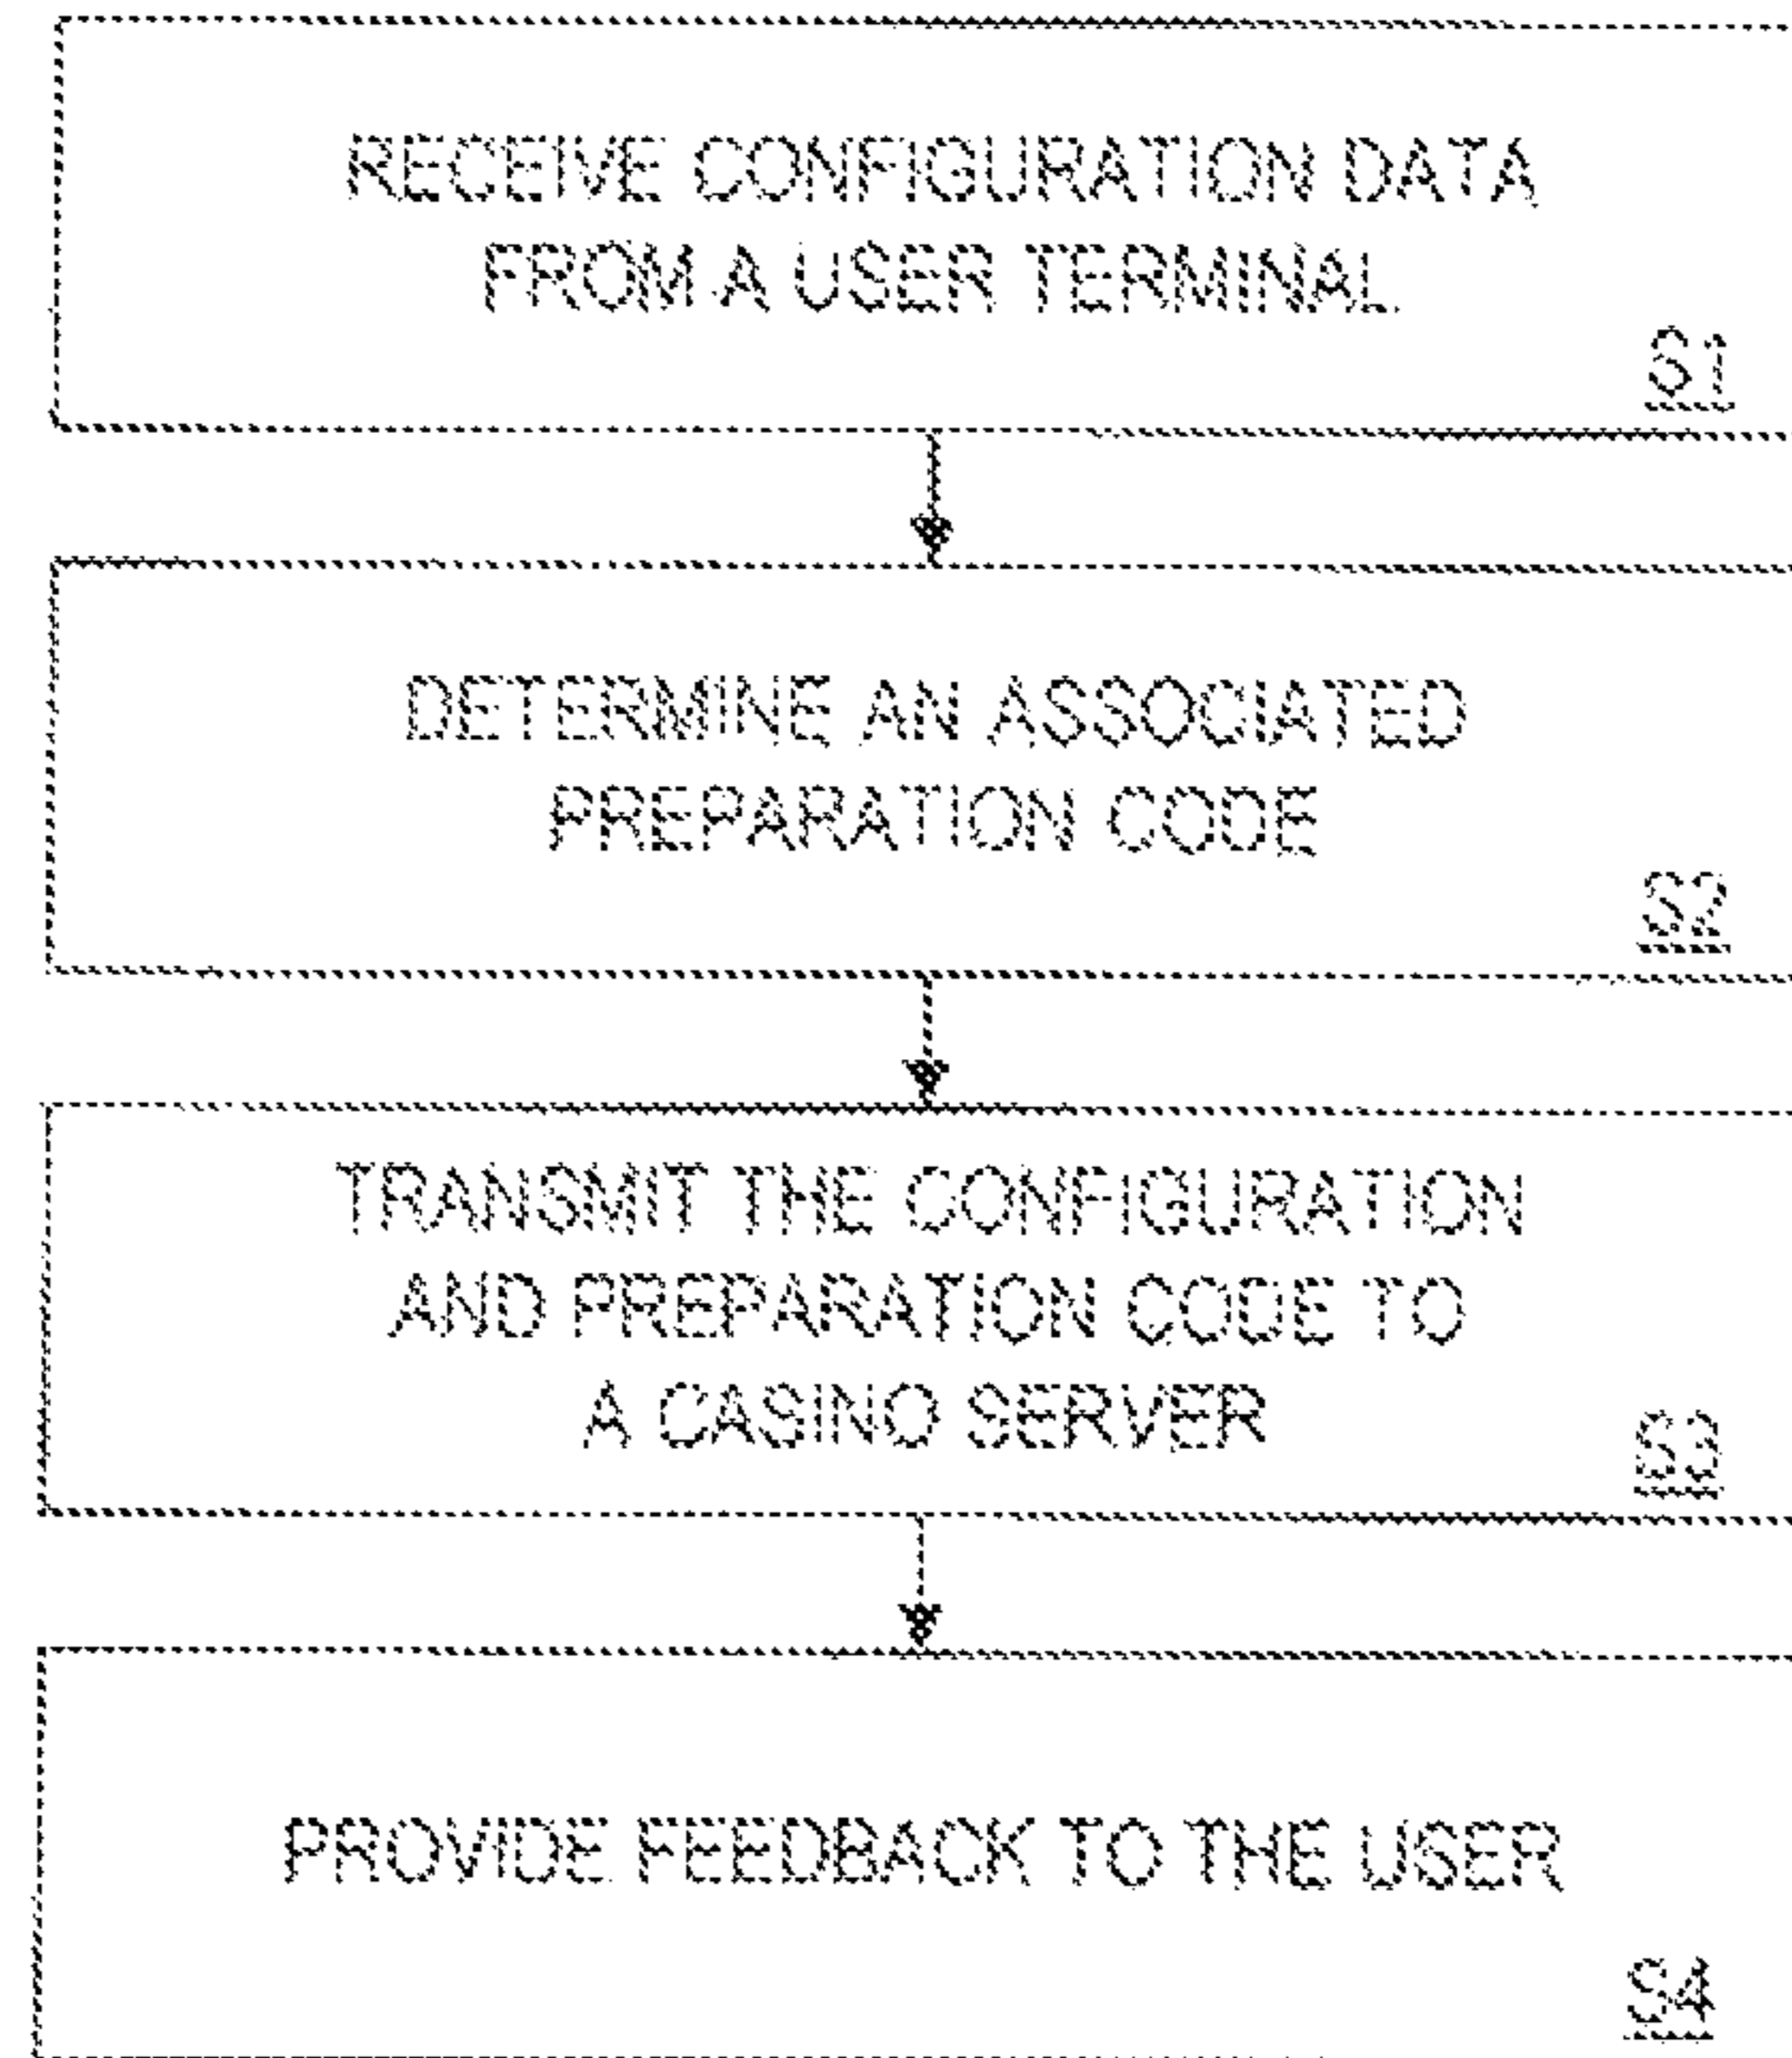 RECEIVE CONFIGURATION DATA
FROM A USER TERMINAL
S1
DETERMINE AN ASSOCIATED
PREPARATION CODE
S2
TRANSMIT THE CONFIGURATION
AND PREPARATION CODE TO
A CASINO SERVER
S3
PROVIDE FEEDBACK TO THE USER
S4